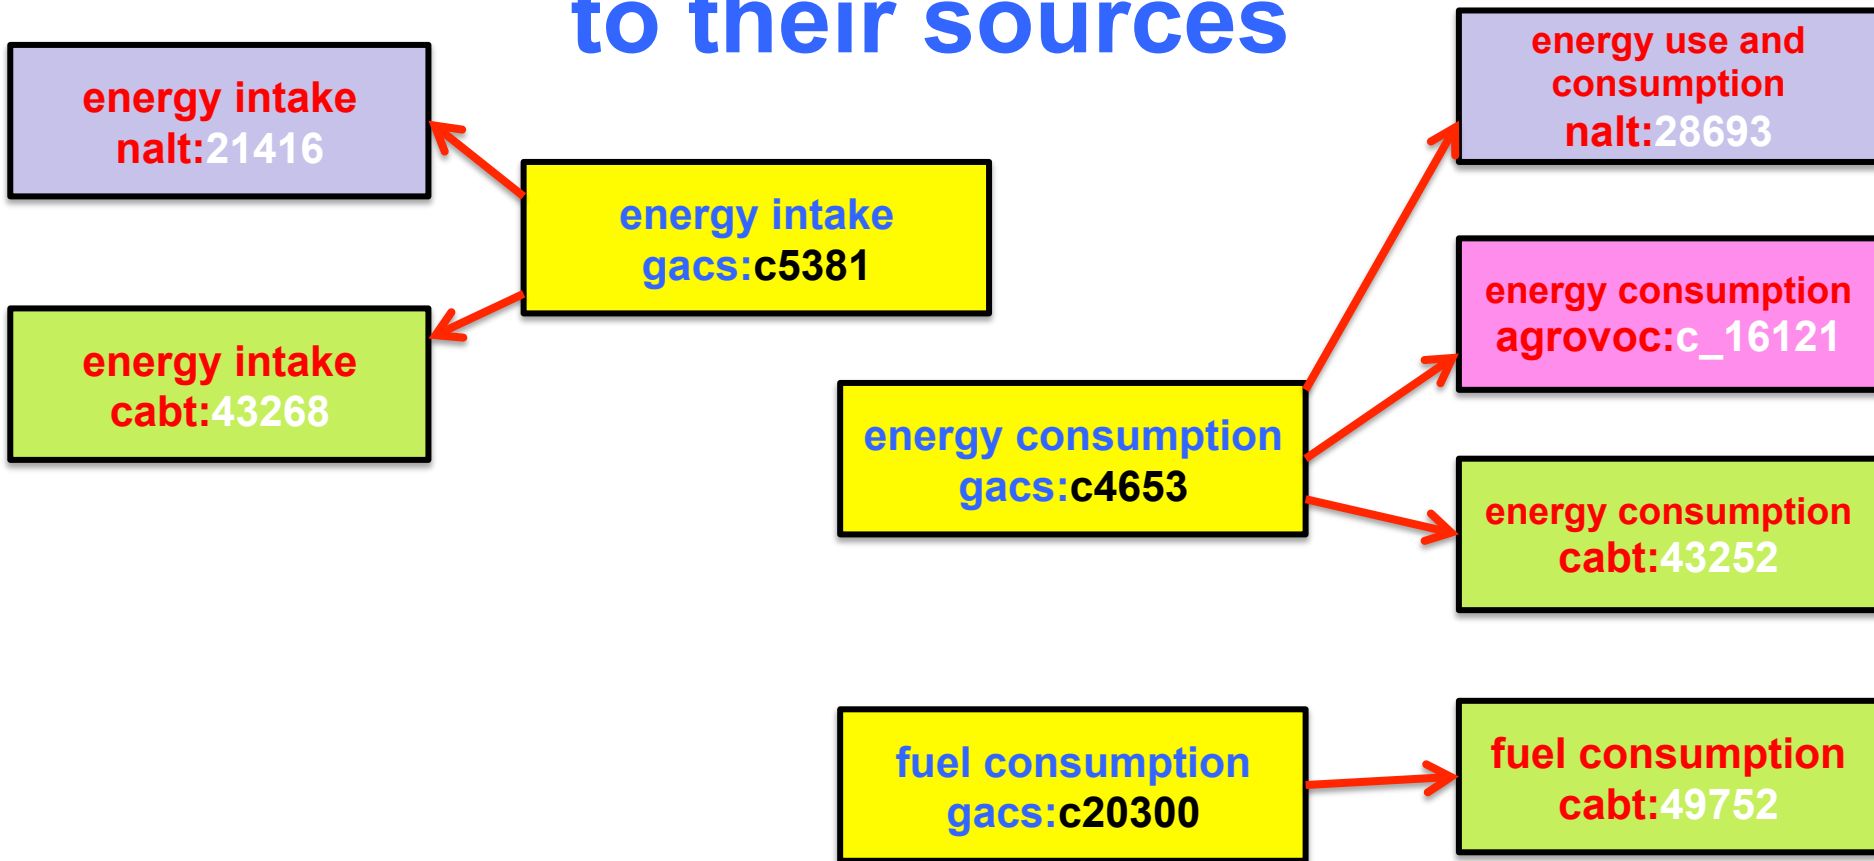 to their sources
energy intake
nalt:21416
energy intake
gacs:c5381
energy intake
cabt:43268
energy use and
consumption
nalt:28693
energy consumption
agrovoc:c_16121
energy consumption
gacs:c4653
energy consumption
cabt:43252
fuel consumption
gacs:c20300
fuel consumption
cabt:49752